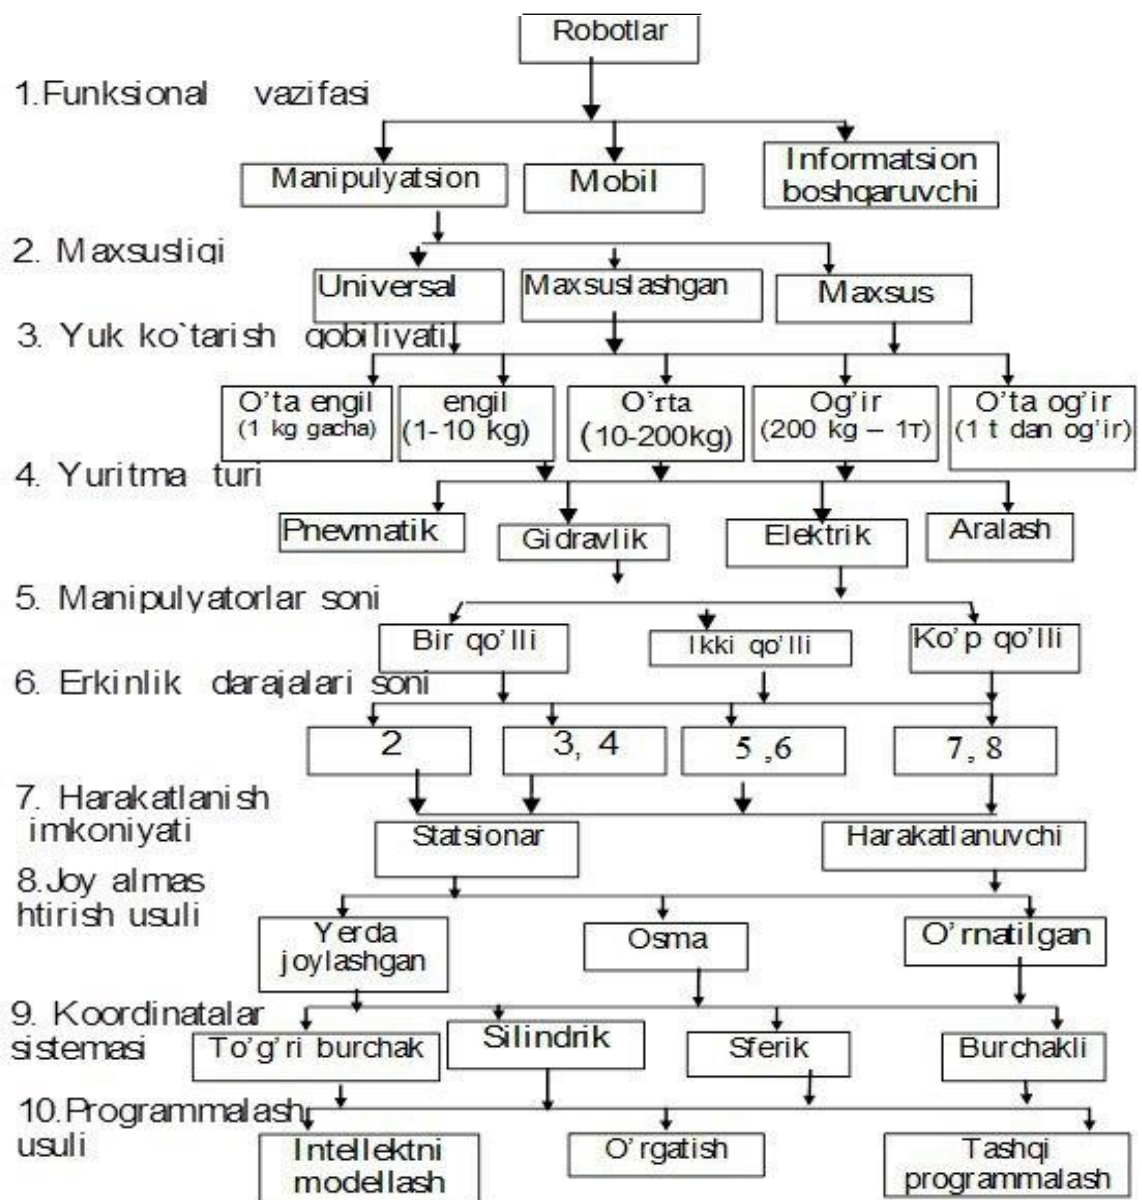 Robotlar
1.Funksional vazifasi
Manipulyatsion
Mobil
Informatsion
boshqaruvchi
2. Maxsusliqi
Universal
Maxsuslashgan
Maxsus
3. Yuk ko`tarish qobiliyati
O'ta engil
(1 kg gacha)
engil
(1-10 kg)
O'rta
(10-200kg)
Og'ir
(200 kg – 1т)
O'ta og'ir
(1 t dan og'ir)
4. Yuritma turi
Pnevmatik
Gidravlik
Elektrik
Aralash
5. Manipulyatorlar soni
Bir qo'lli
Ikki qo'lli
Ko'p qo'lli
6. Erkinlik darajalari soni
2
3, 4
5 ,6
7, 8
7. Harakatlanish
imkoniyati
Statsionar
Harakatlanuvchi
8.Joy almas
htirish usuli
Yerda
joylashgan
Osma
O'rnatilgan
9. Koordinatalar
sistemasi
To'g'ri burchak
Silindrik
Sferik
Burchakli
10.Programmalash
usuli
Intellektni
modellash
O'rgatish
Tashqi
programmalash